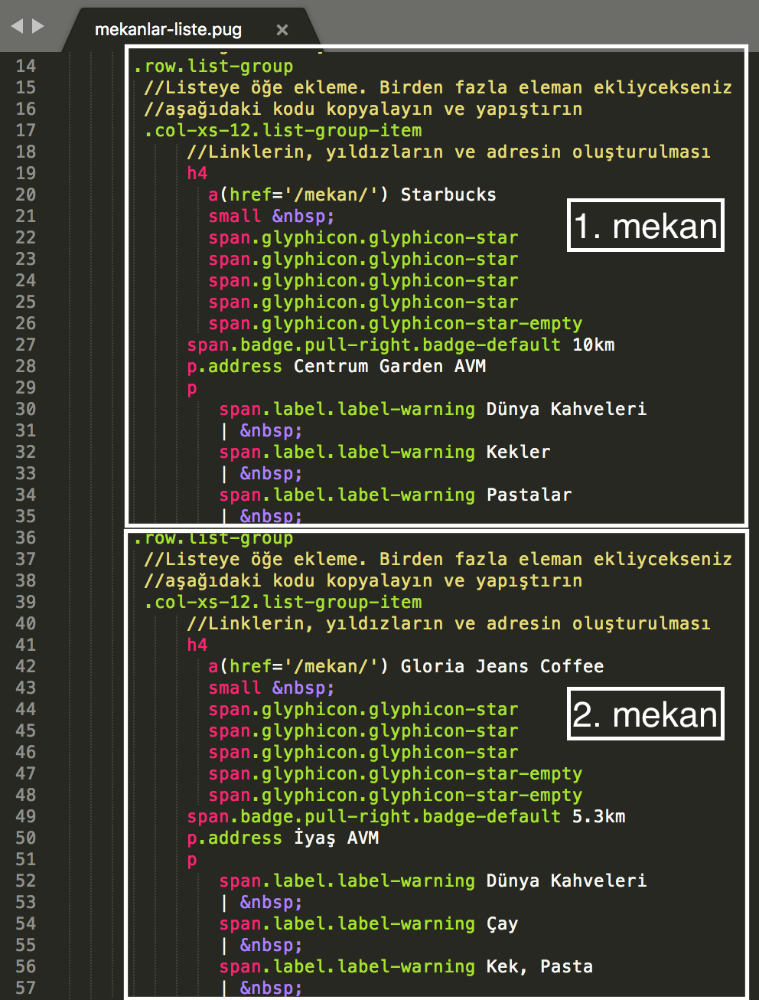 mekanlar-liste.pug ×
14 .row.list-group
15 //Listeye öğe ekleme. Birden fazla eleman ekliycekseniz
16 //aşağıdaki kodu kopyalayın ve yapıştırın
17 .col-xs-12.list-group-item
18 //Linklerin, yıldızların ve adresin oluşturulması
19 h4
20 a(href='/mekan/') Starbucks
21 small &nbsp;
22 span.glyphicon.glyphicon-star
1. mekan
23 span.glyphicon.glyphicon-star
24 span.glyphicon.glyphicon-star
25 span.glyphicon.glyphicon-star
26 span.glyphicon.glyphicon-star-empty
27 span.badge.pull-right.badge-default 10km
28 p.address Centrum Garden AVM
29 p
30 span.label.label-warning Dünya Kahveleri
31 | &nbsp;
32 span.label.label-warning Kekler
33 | &nbsp;
34 span.label.label-warning Pastalar
35 | &nbsp;
36 .row.list-group
37 //Listeye öğe ekleme. Birden fazla eleman ekliycekseniz
38 //aşağıdaki kodu kopyalayın ve yapıştırın
39 .col-xs-12.list-group-item
40 //Linklerin, yıldızların ve adresin oluşturulması
41 h4
42 a(href='/mekan/') Gloria Jeans Coffee
43 small &nbsp;
44 span.glyphicon.glyphicon-star
2. mekan
45 span.glyphicon.glyphicon-star
46 span.glyphicon.glyphicon-star
47 span.glyphicon.glyphicon-star-empty
48 span.glyphicon.glyphicon-star-empty
49 span.badge.pull-right.badge-default 5.3km
50 p.address İyaş AVM
51 p
52 span.label.label-warning Dünya Kahveleri
53 | &nbsp;
54 span.label.label-warning Çay
55 | &nbsp;
56 span.label.label-warning Kek, Pasta
57 | &nbsp;